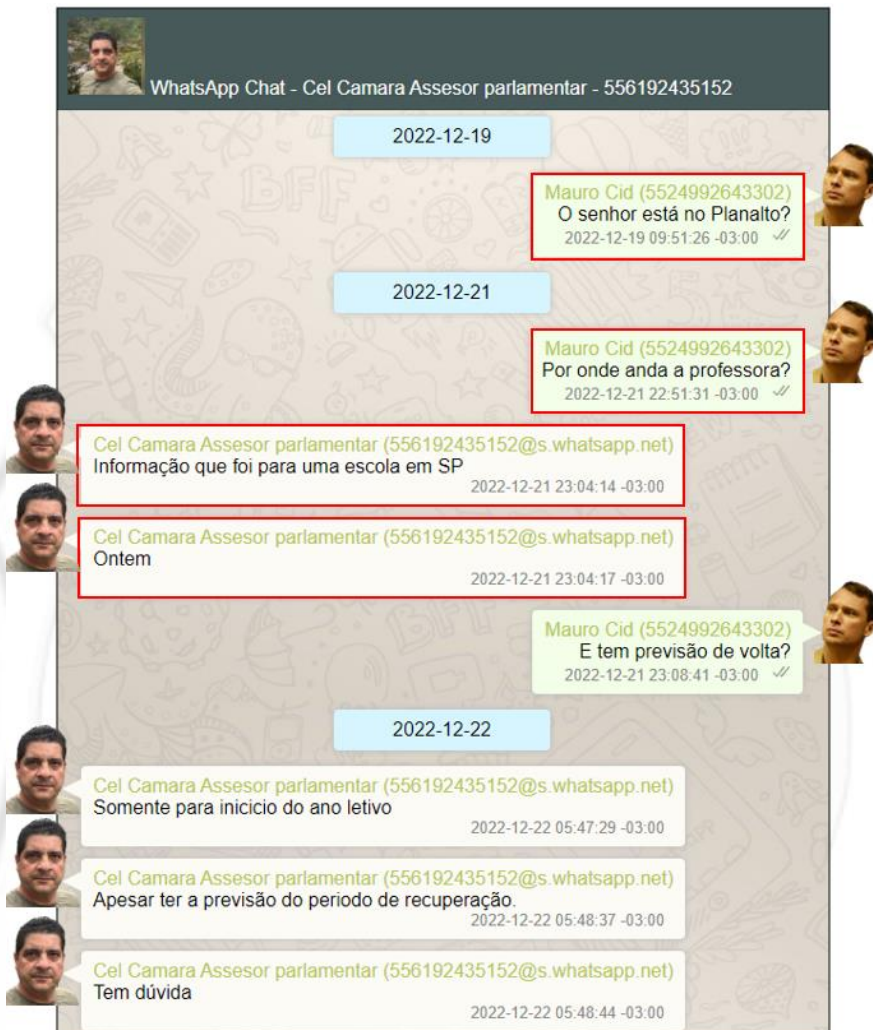 WhatsApp Chat - Cel Camara Assesor parlamentar - 556192435152
2022-12-19
Mauro Cid (5524992643302)
O senhor está no Planalto?
2022-12-19 09:51:26 -03:00
2022-12-21
Mauro Cid (5524992643302)
Por onde anda a professora?
2022-12-21 22:51:31 -03:00
Cel Camara Assesor parlamentar (556192435152@s.whatsapp.net)
Informação que foi para uma escola em SP
2022-12-21 23:04:14 -03:00
Cel Camara Assesor parlamentar (556192435152@s.whatsapp.net)
Ontem
2022-12-21 23:04:17 -03:00
Mauro Cid (5524992643302)
E tem previsão de volta?
2022-12-21 23:08:41 -03:00
2022-12-22
Cel Camara Assesor parlamentar (556192435152@s.whatsapp.net)
Somente para inicicio do ano letivo
2022-12-22 05:47:29 -03:00
Cel Camara Assesor parlamentar (556192435152@s.whatsapp.net)
Apesar ter a previsão do periodo de recuperação.
2022-12-22 05:48:37 -03:00
Cel Camara Assesor parlamentar (556192435152@s.whatsapp.net)
Tem dúvida
2022-12-22 05:48:44 -03:00